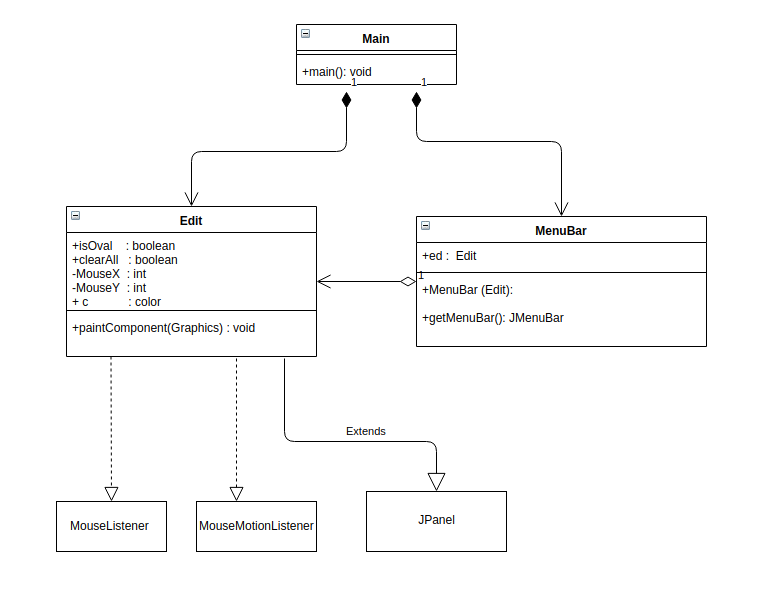 Main
+main(): void
1
1
Edit
+isOval : boolean
+clearAll : boolean
-MouseX : int
-MouseY : int
+ c : color
+paintComponent(Graphics) : void
MenuBar
+ed : Edit
1
+MenuBar (Edit):
+getMenuBar(): JMenuBar
Extends
MouseListener
MouseMotionListener
JPanel